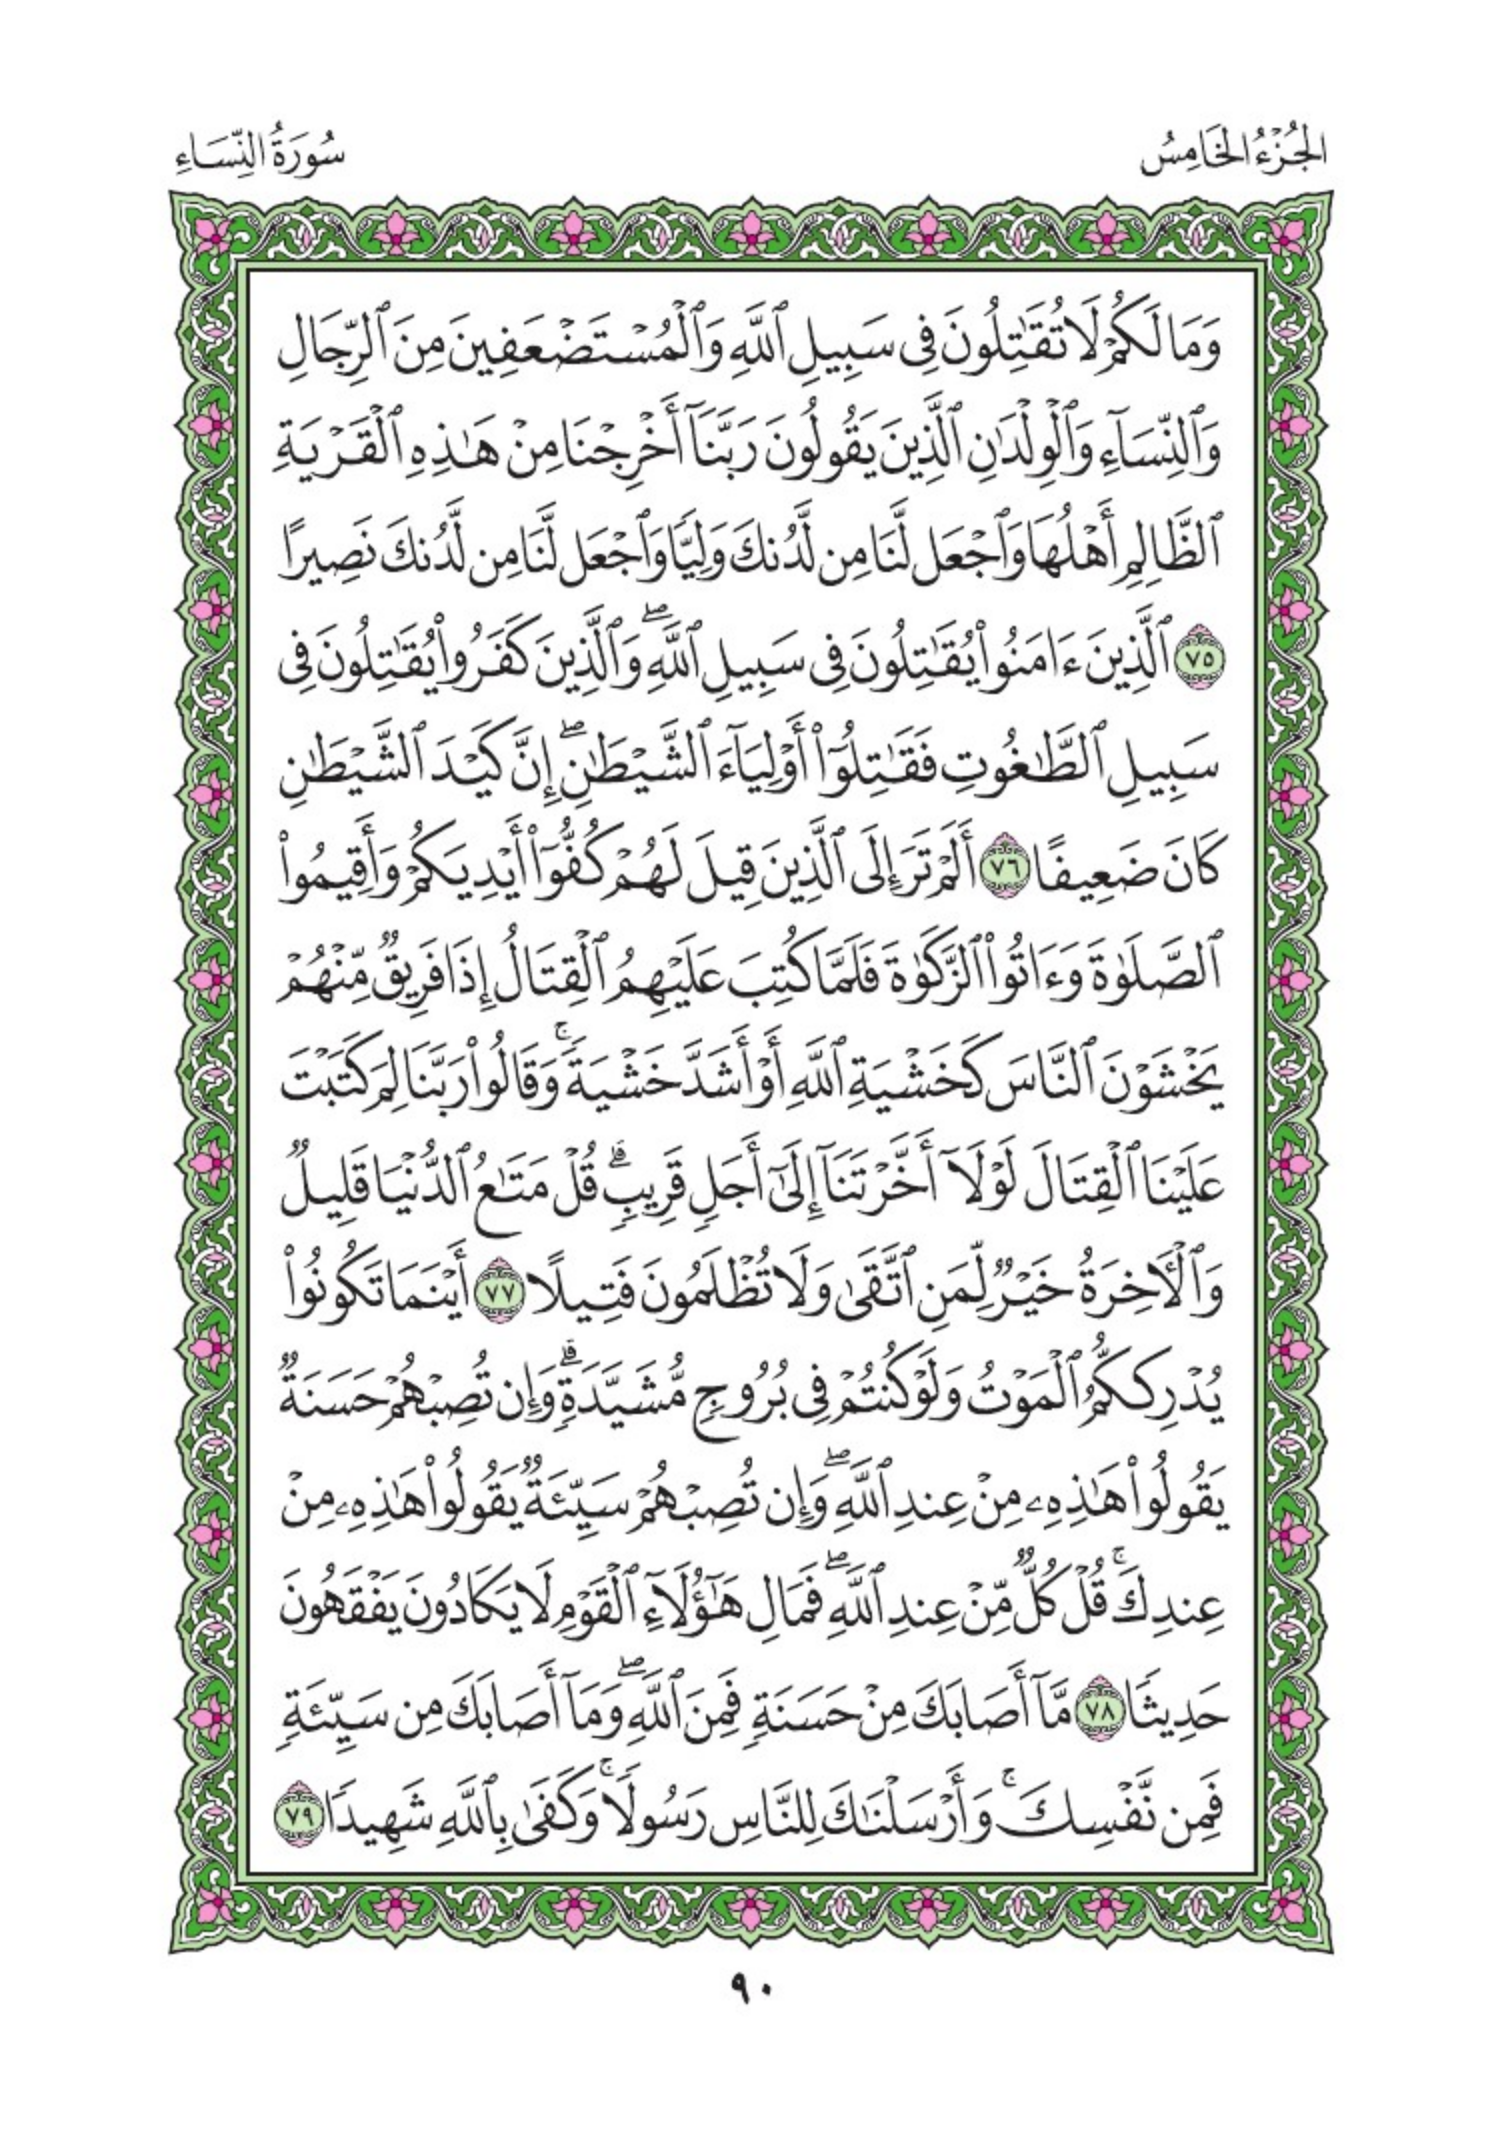 الجُزْءُ الخَامِسُ
سُورَةُ النِّسَاءِ
وَمَا لَكُمْ لَا تُقَٰتِلُونَ فِى سَبِيلِ ٱللَّهِ وَٱلْمُسْتَضْعَفِينَ مِنَ ٱلرِّجَالِ
وَٱلنِّسَآءِ وَٱلْوِلْدَٰنِ ٱلَّذِينَ يَقُولُونَ رَبَّنَآ أَخْرِجْنَا مِنْ هَٰذِهِ ٱلْقَرْيَةِ
ٱلظَّالِمِ أَهْلُهَا وَٱجْعَل لَّنَا مِن لَّدُنكَ وَلِيًّا وَٱجْعَل لَّنَا مِن لَّدُنكَ نَصِيرًا
٧٥ ٱلَّذِينَ ءَامَنُوا۟ يُقَٰتِلُونَ فِى سَبِيلِ ٱللَّهِ ۖ وَٱلَّذِينَ كَفَرُوا۟ يُقَٰتِلُونَ فِى
سَبِيلِ ٱلطَّٰغُوتِ فَقَٰتِلُوٓا۟ أَوْلِيَآءَ ٱلشَّيْطَٰنِ ۖ إِنَّ كَيْدَ ٱلشَّيْطَٰنِ
كَانَ ضَعِيفًا ٧٦ أَلَمْ تَرَ إِلَى ٱلَّذِينَ قِيلَ لَهُمْ كُفُّوٓا۟ أَيْدِيَكُمْ وَأَقِيمُوا۟
ٱلصَّلَوٰةَ وَءَاتُوا۟ ٱلزَّكَوٰةَ فَلَمَّا كُتِبَ عَلَيْهِمُ ٱلْقِتَالُ إِذَا فَرِيقٌ مِّنْهُمْ
يَخْشَوْنَ ٱلنَّاسَ كَخَشْيَةِ ٱللَّهِ أَوْ أَشَدَّ خَشْيَةً ۚ وَقَالُوا۟ رَبَّنَا لِمَ كَتَبْتَ
عَلَيْنَا ٱلْقِتَالَ لَوْلَآ أَخَّرْتَنَآ إِلَىٰٓ أَجَلٍ قَرِيبٍ ۗ قُلْ مَتَٰعُ ٱلدُّنْيَا قَلِيلٌ
وَٱلْـَٔاخِرَةُ خَيْرٌ لِّمَنِ ٱتَّقَىٰ وَلَا تُظْلَمُونَ فَتِيلًا ٧٧ أَيْنَمَا تَكُونُوا۟
يُدْرِككُّمُ ٱلْمَوْتُ وَلَوْ كُنتُمْ فِى بُرُوجٍ مُّشَيَّدَةٍ ۗ وَإِن تُصِبْهُمْ حَسَنَةٌ
يَقُولُوا۟ هَٰذِهِۦ مِنْ عِندِ ٱللَّهِ ۖ وَإِن تُصِبْهُمْ سَيِّئَةٌ يَقُولُوا۟ هَٰذِهِۦ مِنْ
عِندِكَ ۚ قُلْ كُلٌّ مِّنْ عِندِ ٱللَّهِ ۖ فَمَالِ هَٰٓؤُلَآءِ ٱلْقَوْمِ لَا يَكَادُونَ يَفْقَهُونَ
حَدِيثًا ٧٨ مَّآ أَصَابَكَ مِنْ حَسَنَةٍ فَمِنَ ٱللَّهِ ۖ وَمَآ أَصَابَكَ مِن سَيِّئَةٍ
فَمِن نَّفْسِكَ ۚ وَأَرْسَلْنَٰكَ لِلنَّاسِ رَسُولًا ۚ وَكَفَىٰ بِٱللَّهِ شَهِيدًا ٧٩
٩٠